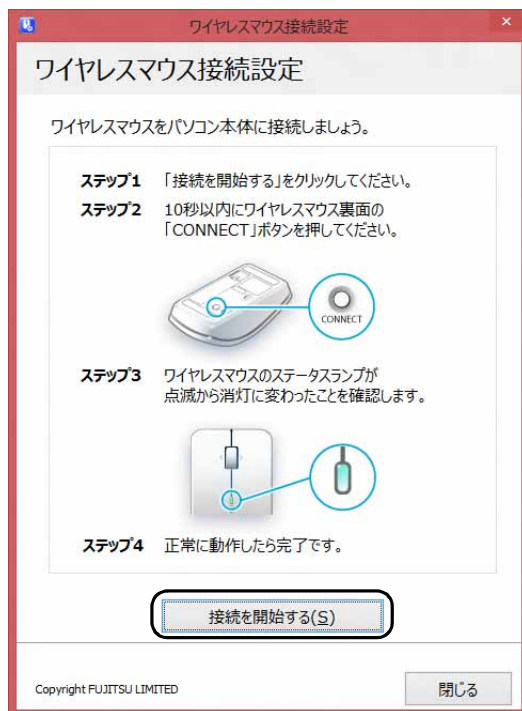 ワイヤレスマウス接続設定
×
ワイヤレスマウス接続設定
ワイヤレスマウスをパソコン本体に接続しましょう。
ステップ1 「接続を開始する」をクリックしてください。
ステップ2 10秒以内にワイヤレスマウス裏面の
「CONNECT」ボタンを押してください。
CONNECT
ステップ3 ワイヤレスマウスのステータスランプが
点滅から消灯に変わったことを確認します。
ステップ4 正常に動作したら完了です。
接続を開始する(S)
Copyright FUJITSU LIMITED
閉じる